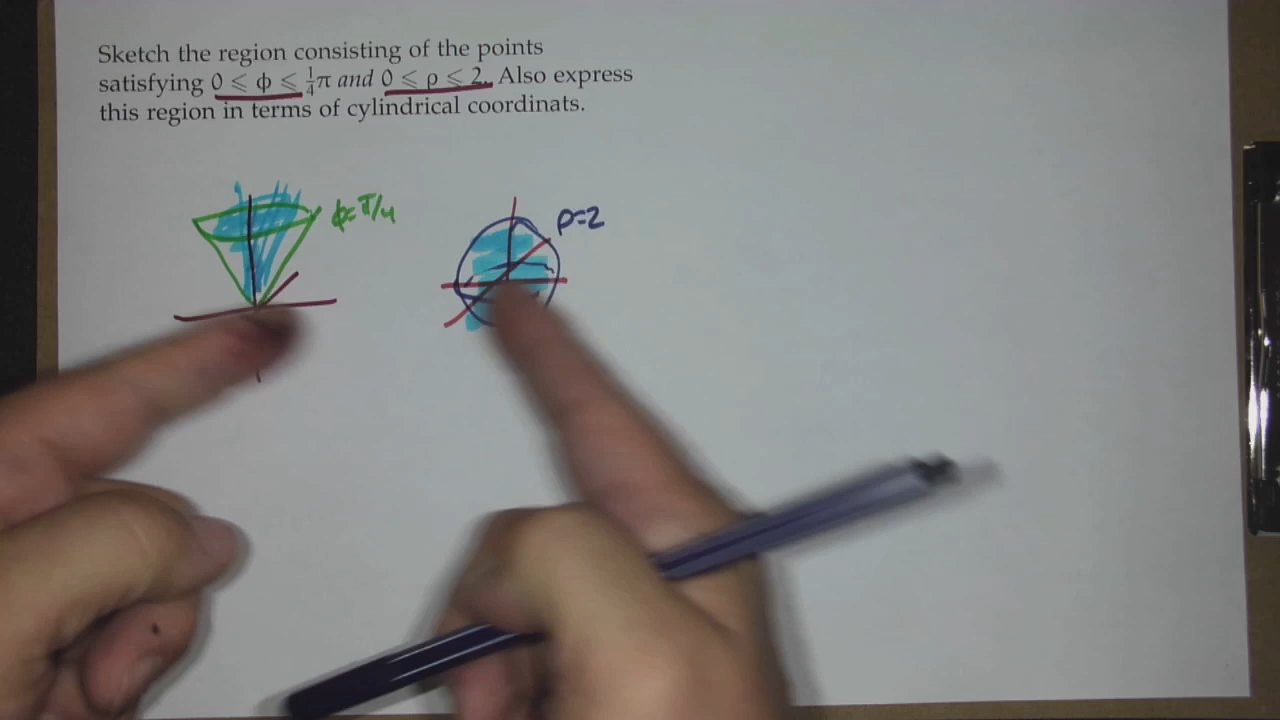 Sketch the region consisting of the points
satisfying 0 ⩽ ϕ ⩽ ¼π and 0 ⩽ ρ ⩽ 2. Also express
this region in terms of cylindrical coordinats.
ϕ=π/4
ρ=2